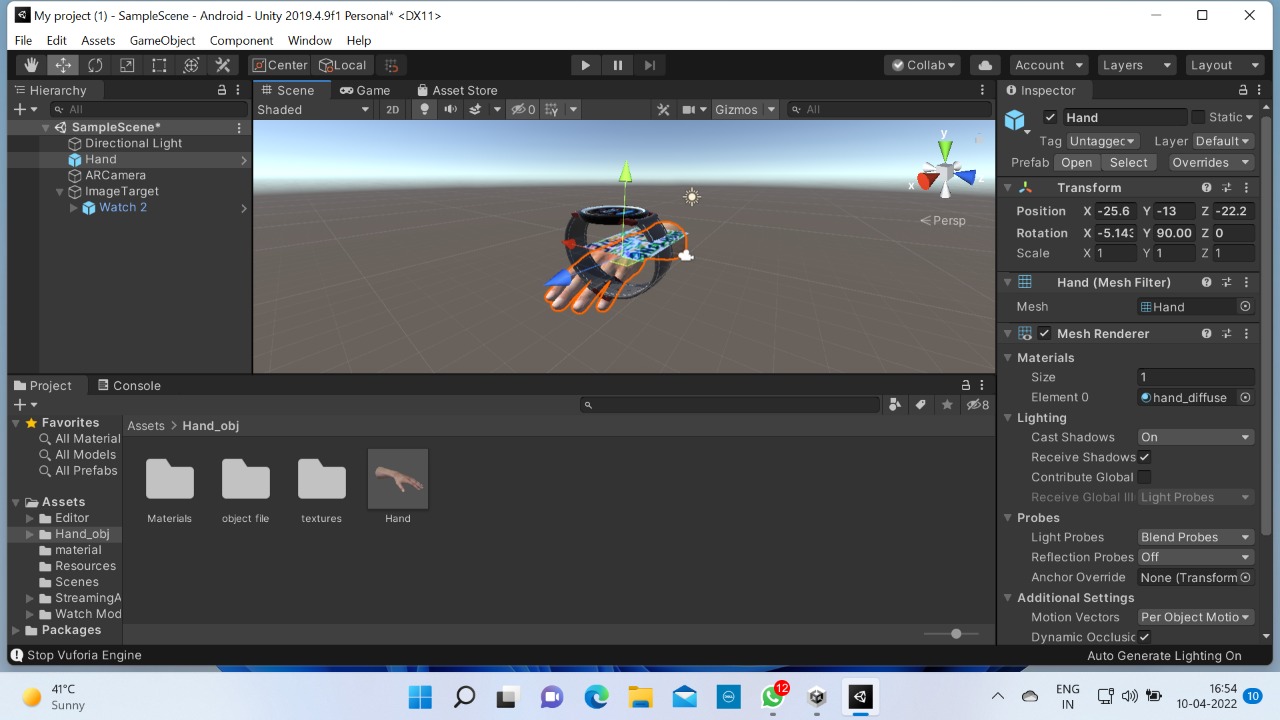 My project (1) - SampleScene - Android - Unity 2019.4.9f1 Personal* <DX11>
File Edit Assets GameObject Component Window Help
Center Local Collab Account Layers Layout
Hierarchy Scene Game Asset Store Inspector
All Shaded 2D 0 Gizmos All Hand Static
SampleScene*
Directional Light
Hand
ARCamera
ImageTarget
Watch 2
y
x
Persp
Tag Untagged Layer Default
Prefab Open Select Overrides
Transform
Position X -25.6 Y -13 Z -22.2
Rotation X -5.143 Y 90.00 Z 0
Scale X 1 Y 1 Z 1
Hand (Mesh Filter)
Mesh Hand
Mesh Renderer
Materials
Size 1
Element 0 hand_diffuse
Lighting
Cast Shadows On
Receive Shadows
Contribute Global
Receive Global Ill Light Probes
Probes
Light Probes Blend Probes
Reflection Probes Off
Anchor Override None (Transform
Additional Settings
Motion Vectors Per Object Motio
Dynamic Occlusic
Project Console
8
Favorites
All Material
All Models
All Prefabs
Assets
Editor
Hand_obj
material
Resources
Scenes
StreamingA
Watch Mod
Packages
Assets > Hand_obj
Materials object file textures Hand
Stop Vuforia Engine Auto Generate Lighting On
41°C
Sunny
DELL
12
ENG
IN
16:54
10-04-2022
10